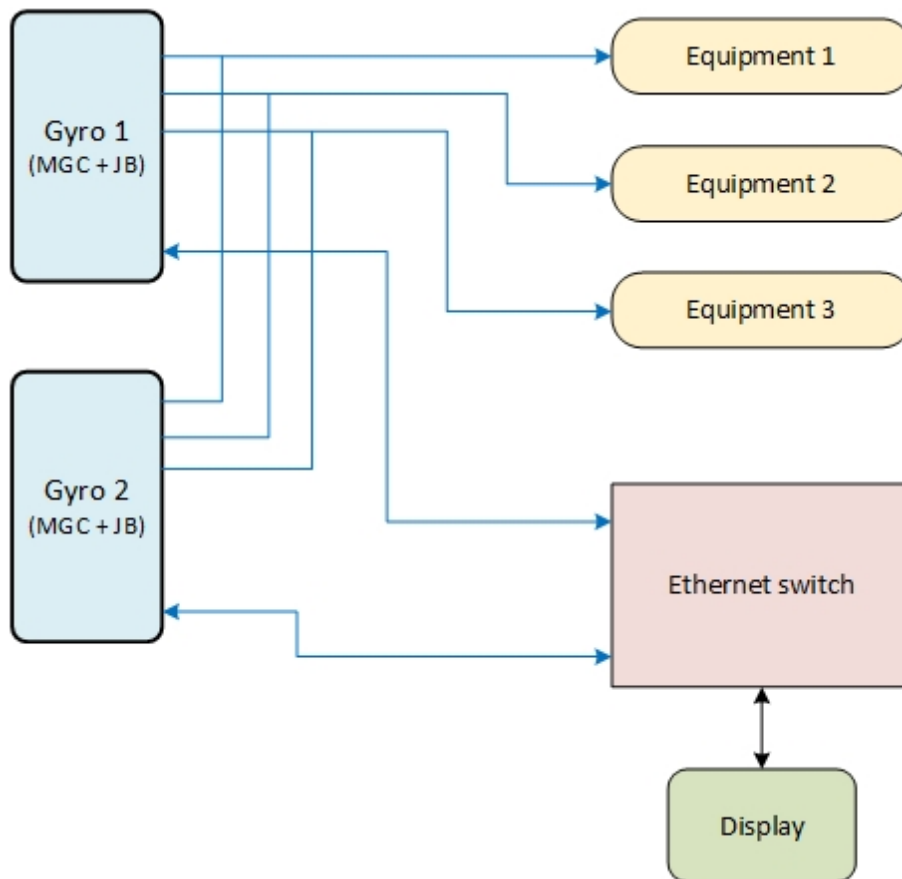 Gyro 1
(MGC + JB)
Equipment 1
Equipment 2
Equipment 3
Gyro 2
(MGC + JB)
Ethernet switch
Display